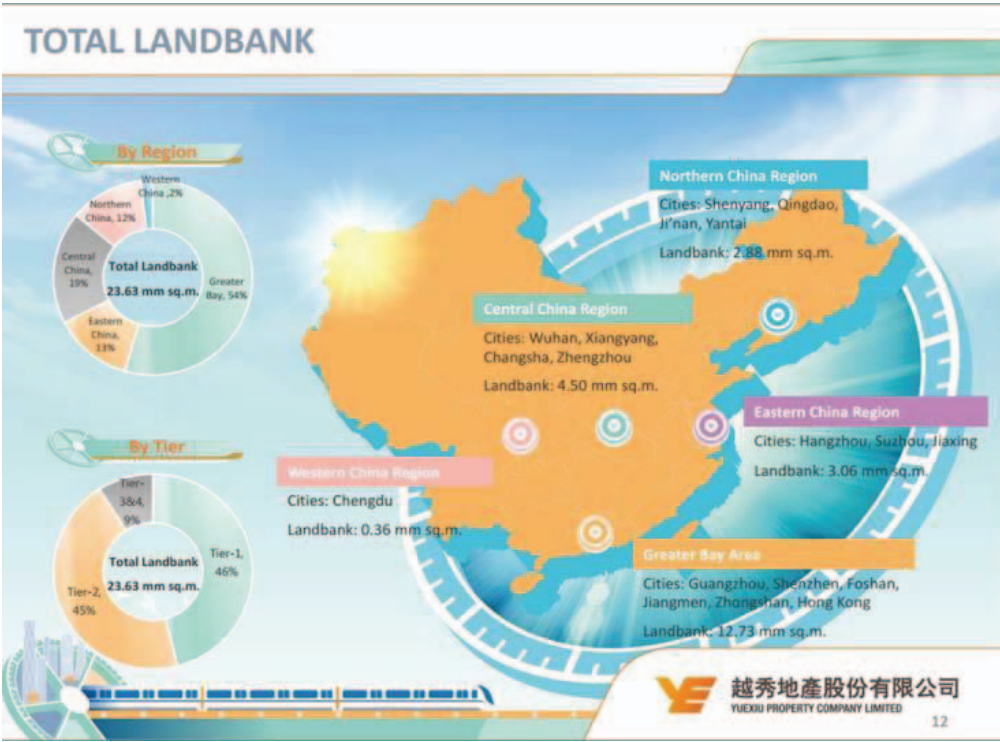 TOTAL LANDBANK
By Region
Western
China ,2%
Northern
China, 12%
Central
China,
19%
Total Landbank
23.63 mm sq.m.
Greater
Bay, 54%
Eastern
China,
13%
By Tier
Tier-
3&4,
9%
Total Landbank
23.63 mm sq.m.
Tier-1,
46%
Tier-2,
45%
Northern China Region
Cities: Shenyang, Qingdao,
Ji'nan, Yantai
Landbank: 2.88 mm sq.m.
Central China Region
Cities: Wuhan, Xiangyang,
Changsha, Zhengzhou
Landbank: 4.50 mm sq.m.
Eastern China Region
Cities: Hangzhou, Suzhou, Jiaxing
Landbank: 3.06 mm sq.m.
Western China Region
Cities: Chengdu
Landbank: 0.36 mm sq.m.
Greater Bay Area
Cities: Guangzhou, Shenzhen, Foshan,
Jiangmen, Zhongshan, Hong Kong
Landbank: 12.73 mm sq.m.
越秀地產股份有限公司
YUEXIU PROPERTY COMPANY LIMITED
12